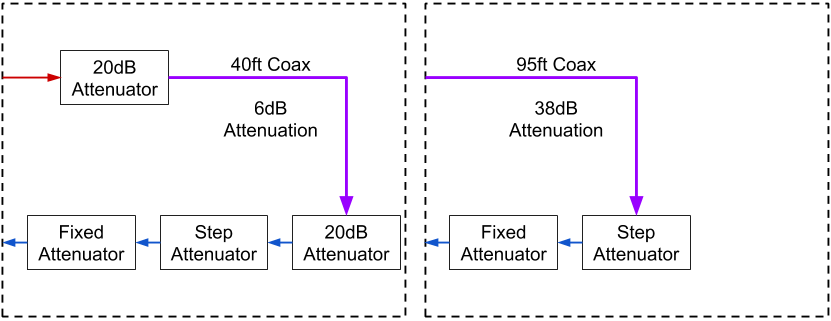 20dB
Attenuator
40ft Coax
6dB
Attenuation
Fixed
Attenuator
Step
Attenuator
20dB
Attenuator
95ft Coax
38dB
Attenuation
Fixed
Attenuator
Step
Attenuator